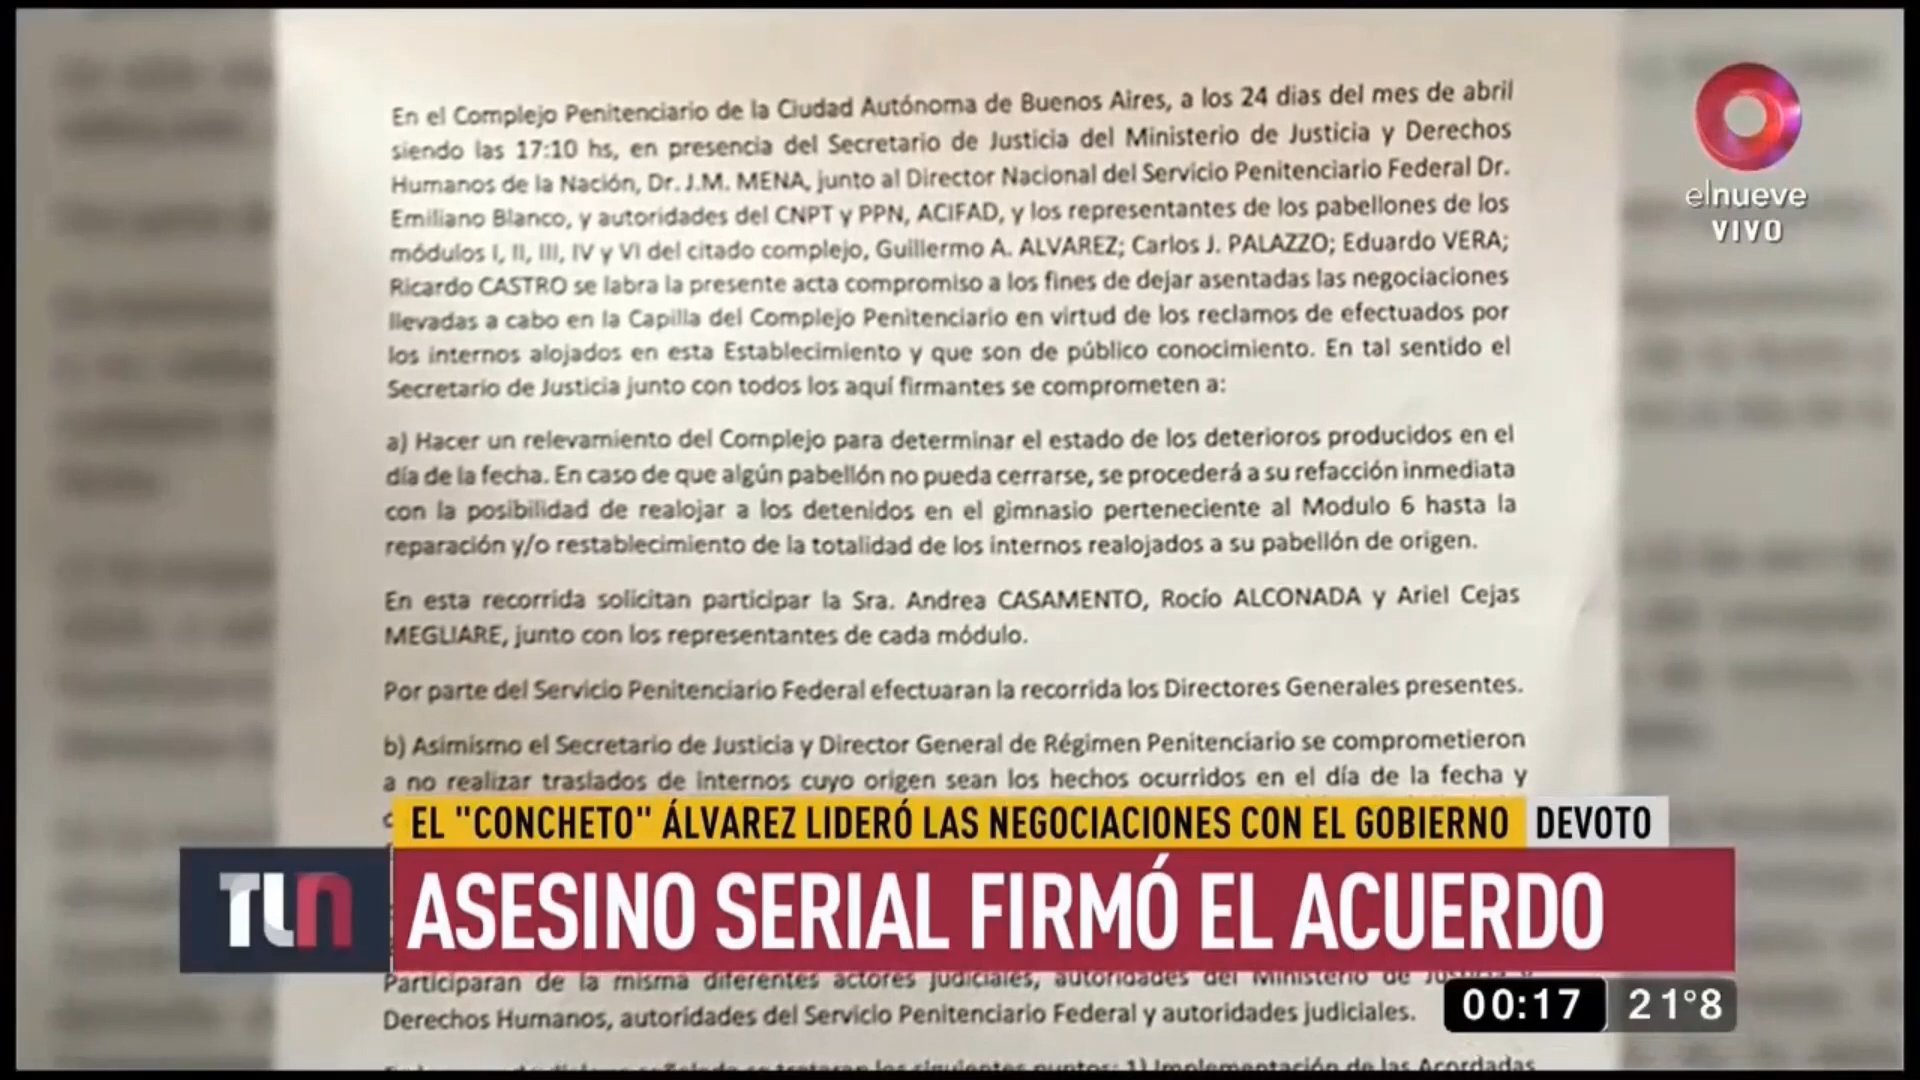 En el Complejo Penitenciario de la Ciudad Autónoma de Buenos Aires, a los 24 dias del mes de abril
siendo las 17:10 hs, en presencia del Secretario de Justicia del Ministerio de Justicia y Derechos
Humanos de la Nación, Dr. J.M. MENA, junto al Director Nacional del Servicio Penitenciario Federal Dr.
Emiliano Blanco, y autoridades del CNPT y PPN, ACIFAD, y los representantes de los pabellones de los
módulos I, II, III, IV y VI del citado complejo, Guillermo A. ALVAREZ; Carlos J. PALAZZO; Eduardo VERA;
Ricardo CASTRO se labra la presente acta compromiso a los fines de dejar asentadas las negociaciones
llevadas a cabo en la Capilla del Complejo Penitenciario en virtud de los reclamos de efectuados por
los internos alojados en esta Establecimiento y que son de público conocimiento. En tal sentido el
Secretario de Justicia junto con todos los aquí firmantes se comprometen a:
a) Hacer un relevamiento del Complejo para determinar el estado de los deterioros producidos en el
día de la fecha. En caso de que algún pabellón no pueda cerrarse, se procederá a su refacción inmediata
con la posibilidad de realojar a los detenidos en el gimnasio perteneciente al Modulo 6 hasta la
reparación y/o restablecimiento de la totalidad de los internos realojados a su pabellón de origen.
En esta recorrida solicitan participar la Sra. Andrea CASAMENTO, Rocío ALCONADA y Ariel Cejas
MEGLIARE, junto con los representantes de cada módulo.
Por parte del Servicio Penitenciario Federal efectuaran la recorrida los Directores Generales presentes.
b) Asimismo el Secretario de Justicia y Director General de Régimen Penitenciario se comprometieron
a no realizar traslados de internos cuyo origen sean los hechos ocurridos en el día de la fecha y
EL "CONCHETO" ÁLVAREZ LIDERÓ LAS NEGOCIACIONES CON EL GOBIERNO DEVOTO
TLN ASESINO SERIAL FIRMÓ EL ACUERDO
Participaran de la misma diferentes actores judiciales, autoridades del Ministerio de
Derechos Humanos, autoridades del Servicio Penitenciario Federal y autoridades judiciales.
siguientes puntos: 1) Implementación de las Acordadas
00:17 21°8
elnueve
VIVO